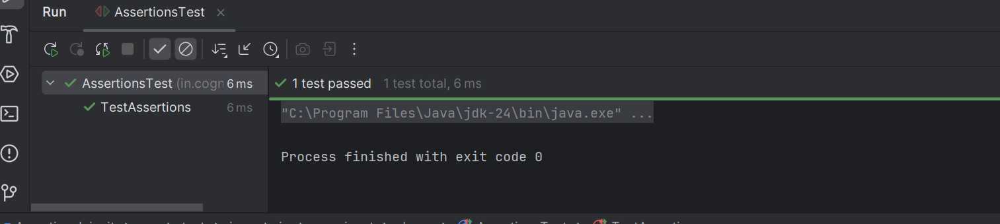 Run AssertionsTest
AssertionsTest (in.cogn 6 ms
TestAssertions 6 ms
1 test passed 1 test total, 6 ms
"C:\Program Files\Java\jdk-24\bin\java.exe" ...
Process finished with exit code 0